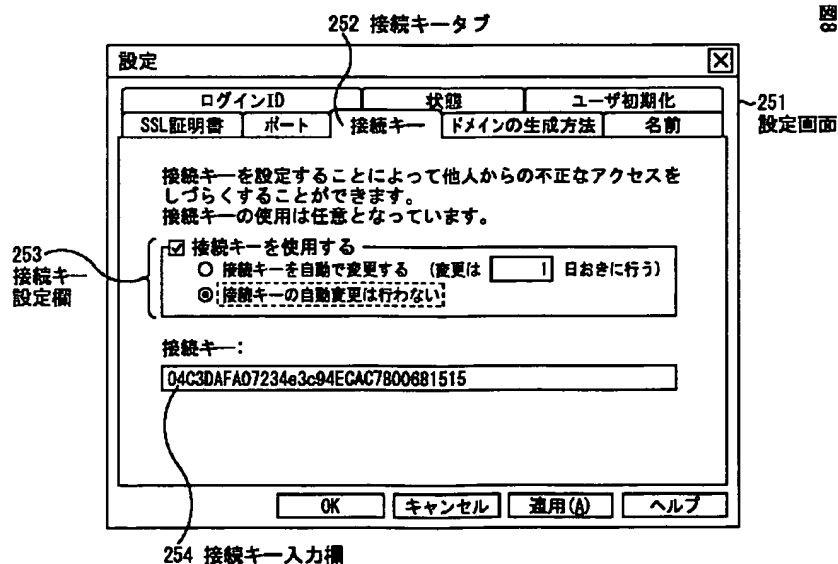 図8
252 接続キータブ
設定
ログインID 状態 ユーザ初期化
SSL証明書 ポート 接続キー ドメインの生成方法 名前
251
設定画面
接続キーを設定することによって他人からの不正なアクセスを
しづらくすることができます。
接続キーの使用は任意となっています。
253
接続キー
設定欄
接続キーを使用する
接続キーを自動で変更する (変更は 1 日おきに行う)
接続キーの自動変更は行わない
接続キー:
04C3DAFA07234e3c94ECAC7800681515
OK キャンセル 適用(A) ヘルプ
254 接続キー入力欄